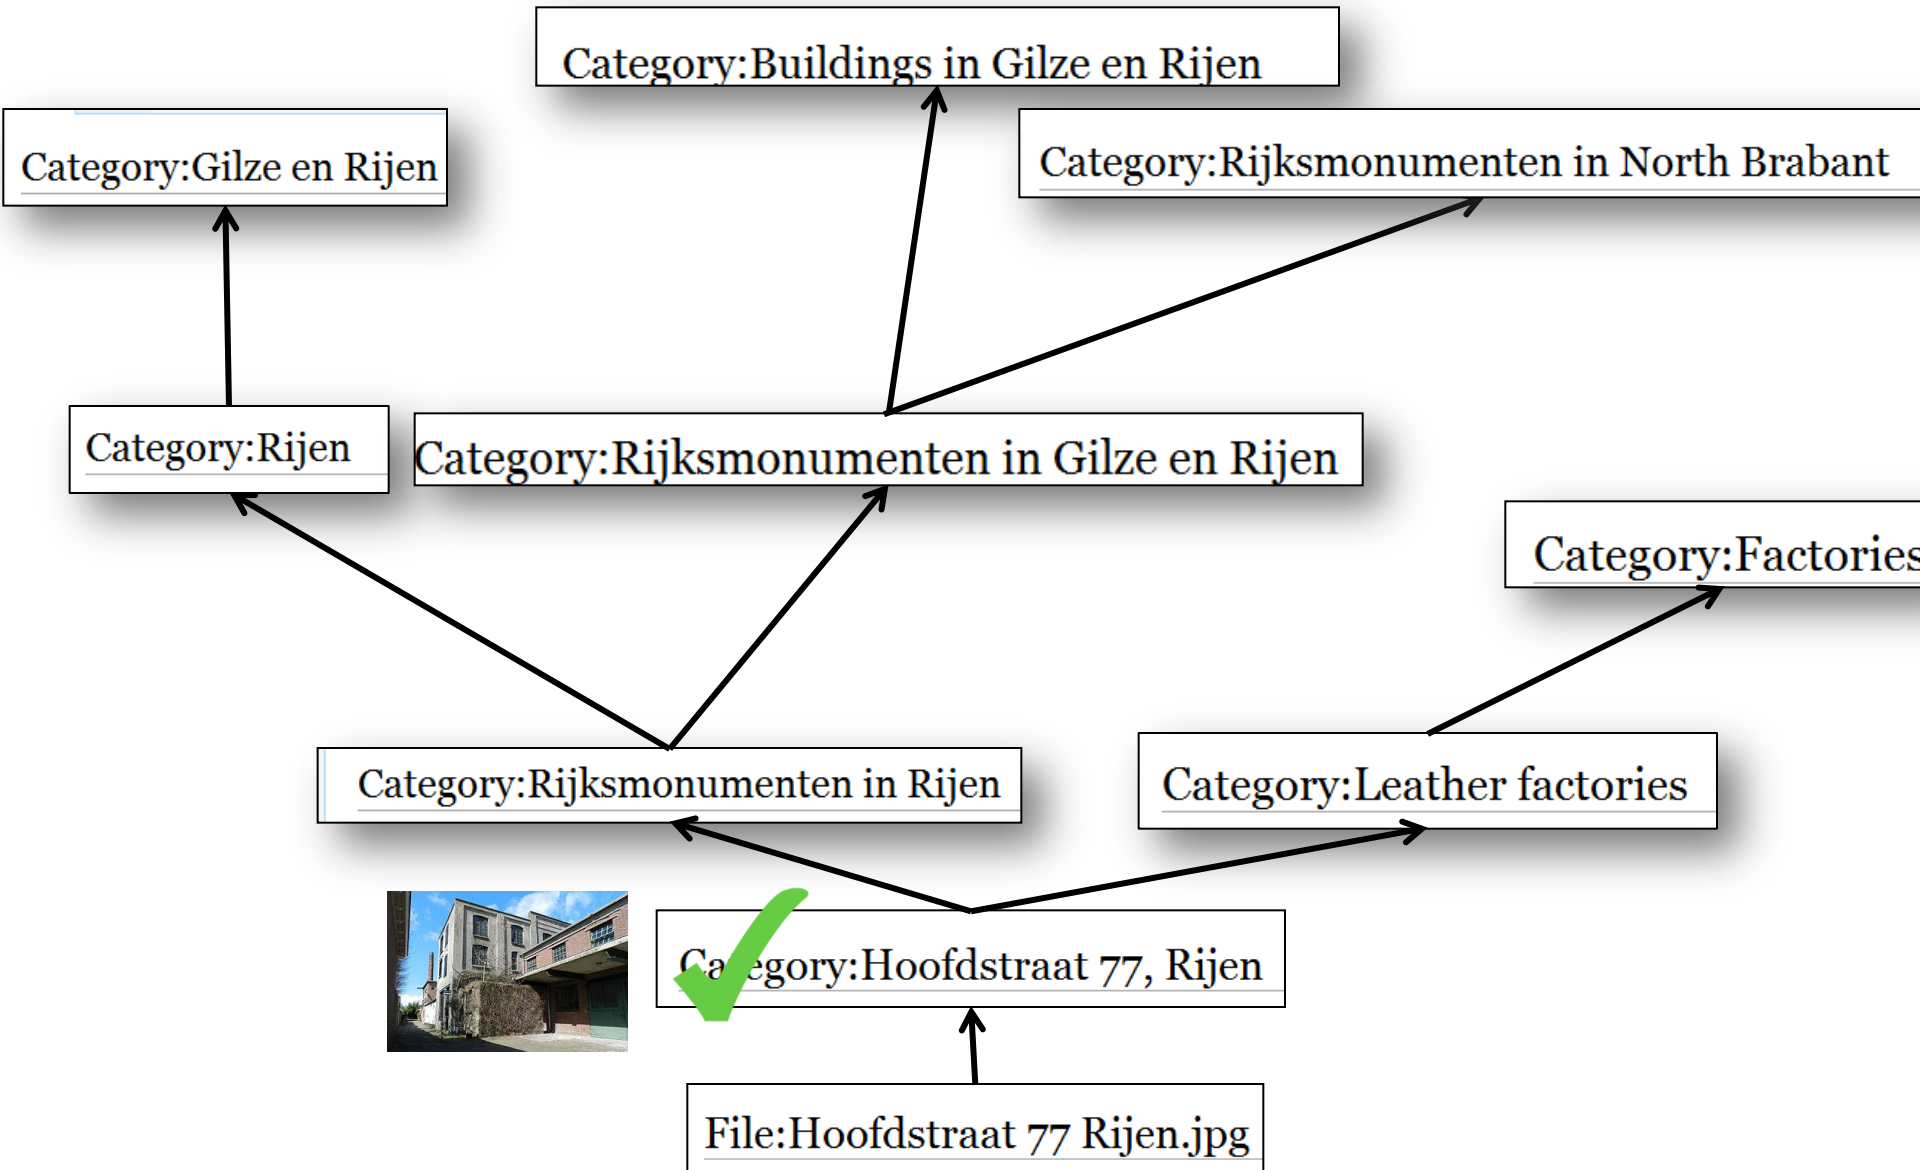 Category:Buildings in Gilze en Rijen
Category:Gilze en Rijen
Category:Rijksmonumenten in North Brabant
Category:Rijen
Category:Rijksmonumenten in Gilze en Rijen
Category:Factories
Category:Rijksmonumenten in Rijen
Category:Leather factories
Category:Hoofdstraat 77, Rijen
File:Hoofdstraat 77 Rijen.jpg